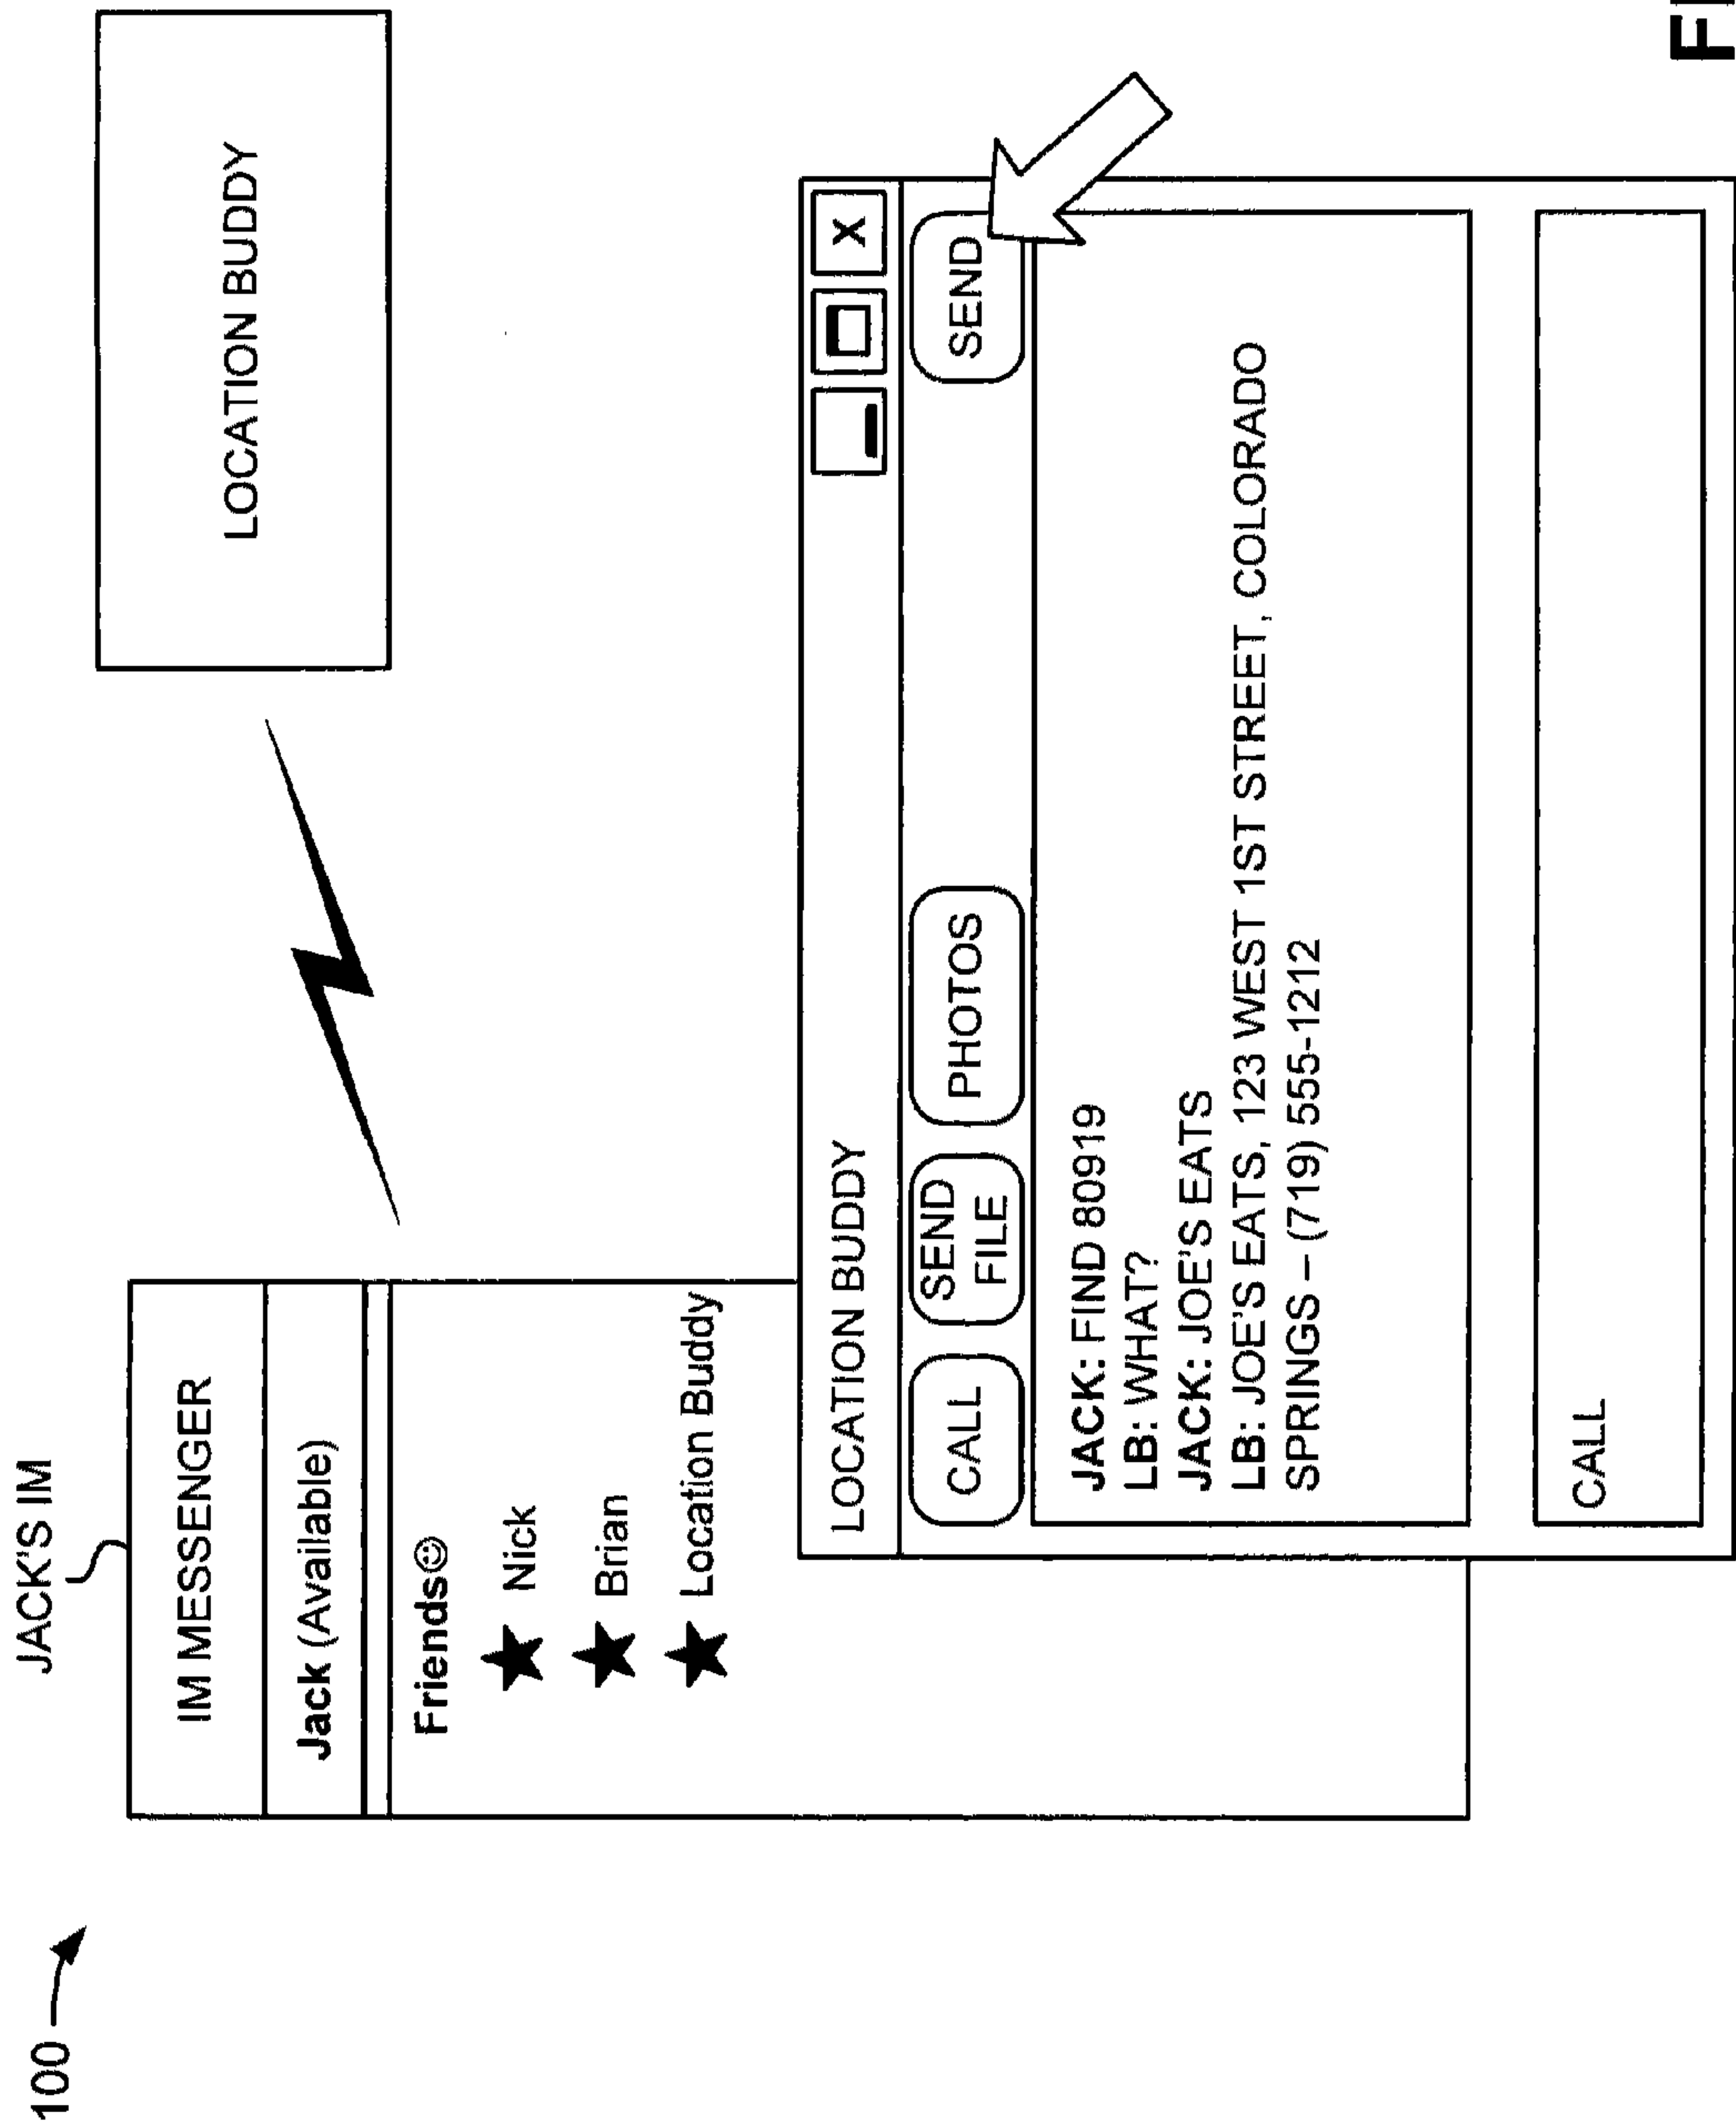 100
JACK'S IM
IM MESSENGER
Jack (Available)
Friends☺
★ Nick
★ Brian
★ Location Buddy
LOCATION BUDDY
LOCATION BUDDY
X
CALL
SEND
FILE
PHOTOS
SEND
JACK: FIND 80919
LB: WHAT?
JACK: JOE'S EATS
LB: JOE'S EATS, 123 WEST 1ST STREET, COLORADO
SPRINGS – (719) 555-1212
CALL